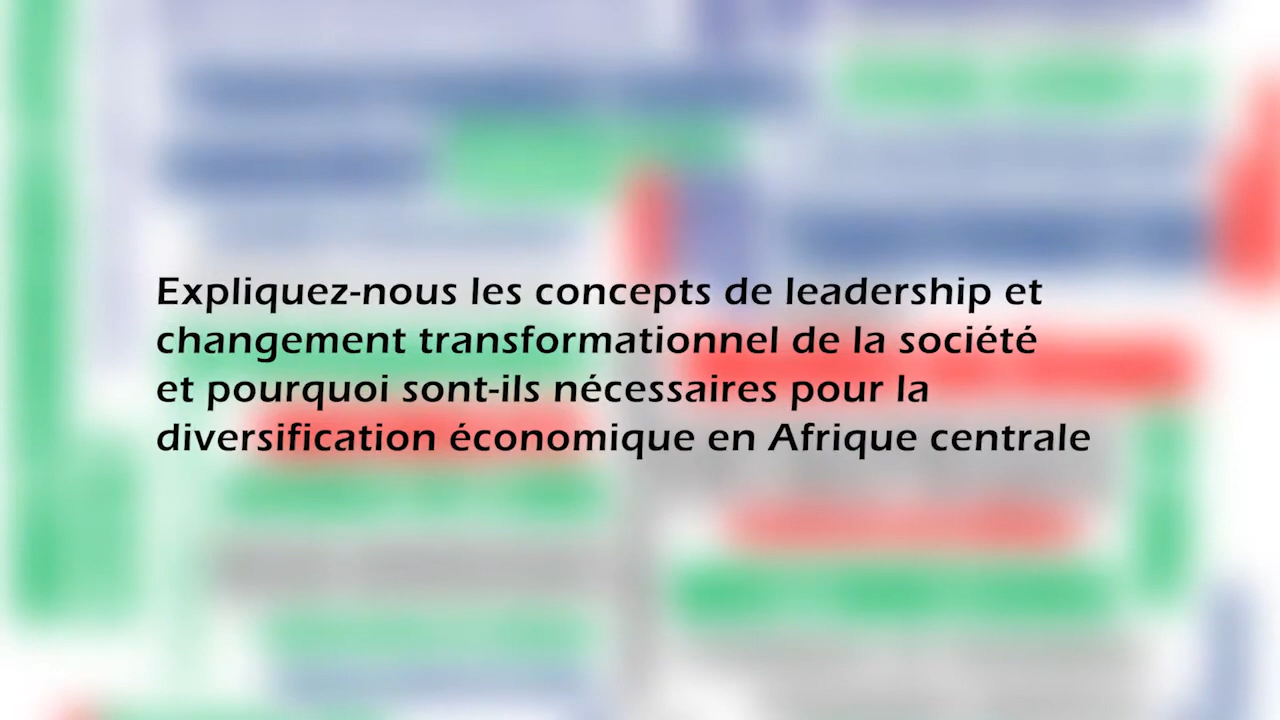 Expliquez-nous les concepts de leadership et
changement transformationnel de la société
et pourquoi sont-ils nécessaires pour la
diversification économique en Afrique centrale